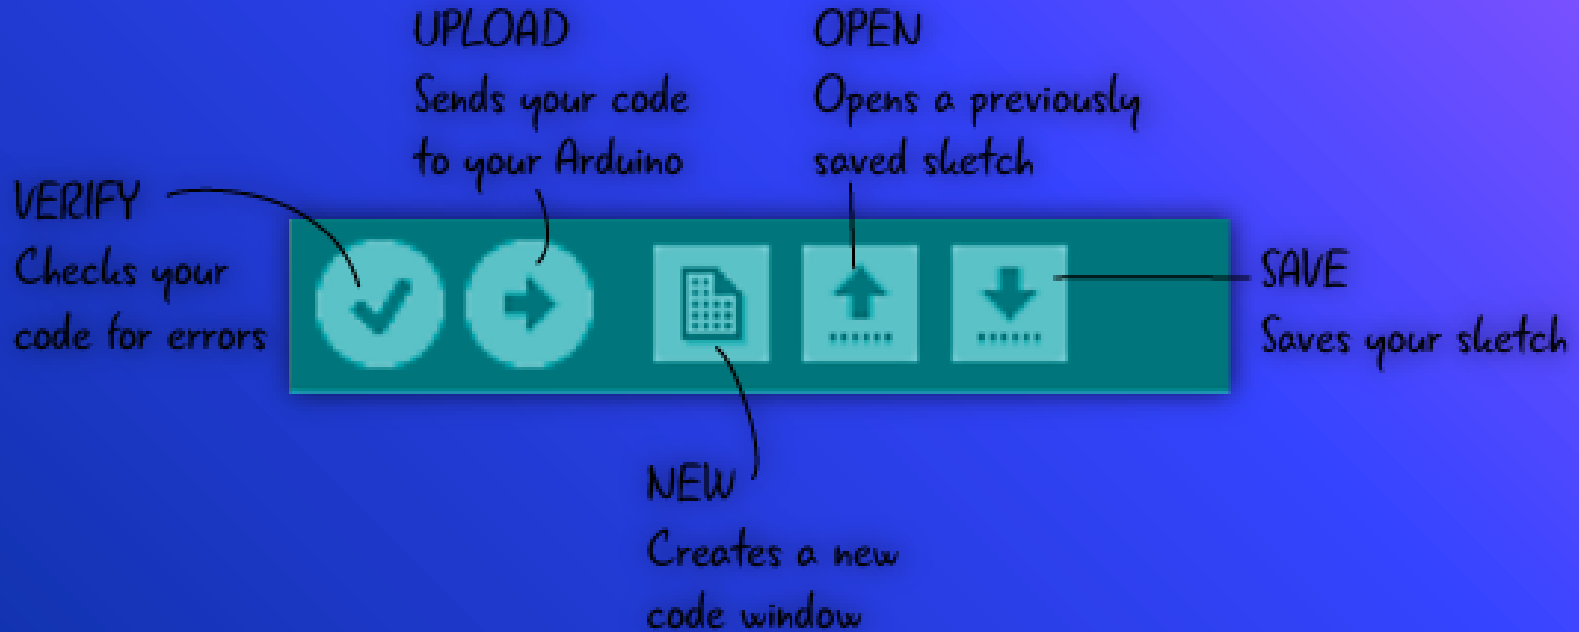 UPLOAD
Sends your code
to your Arduino
OPEN
Opens a previously
saved sketch
VERIFY
Checks your
code for errors
SAVE
Saves your sketch
NEW
Creates a new
code window